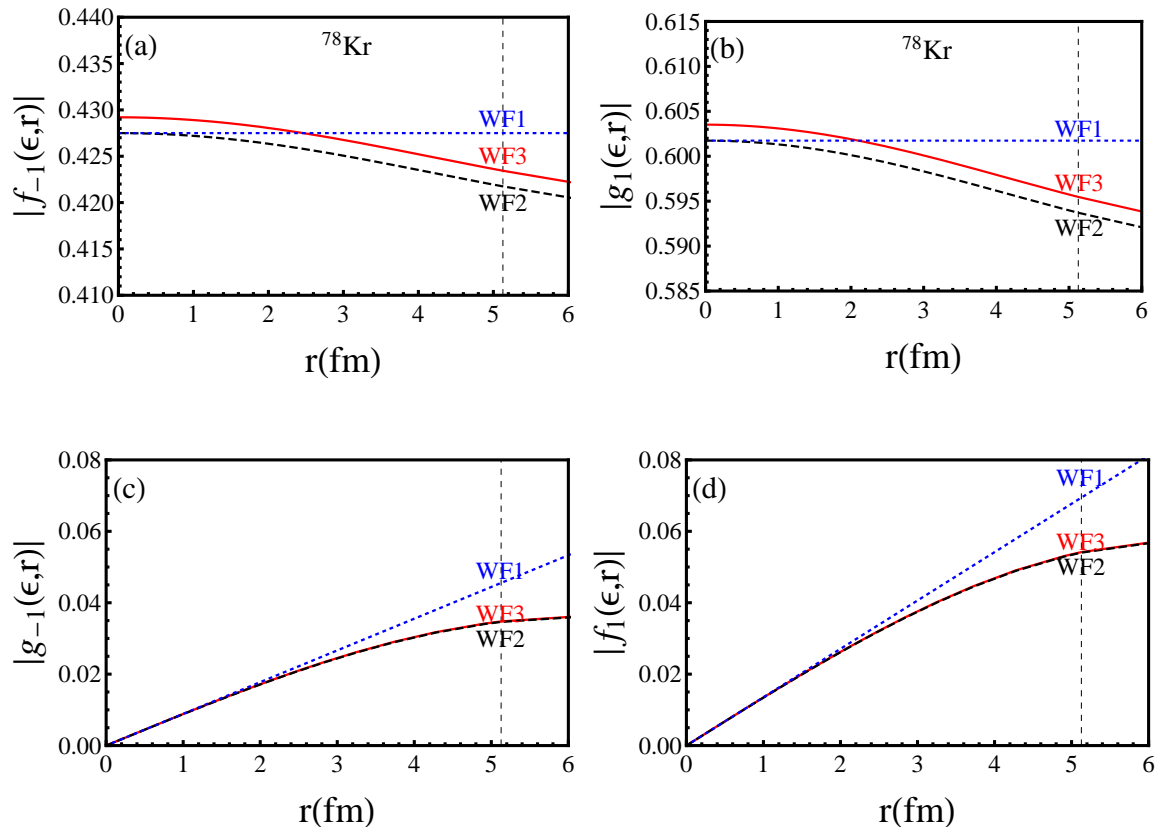 (a)
⁷⁸Kr
|f₋₁(ϵ,r)|
0.440
0.435
0.430
0.425
0.420
0.415
0.410
WF1
WF3
WF2
0 1 2 3 4 5 6
r(fm)
(b)
⁷⁸Kr
|g₁(ϵ,r)|
0.615
0.610
0.605
0.600
0.595
0.590
0.585
WF1
WF3
WF2
0 1 2 3 4 5 6
r(fm)
(c)
|g₋₁(ϵ,r)|
0.08
0.06
0.04
0.02
0.00
WF1
WF3
WF2
0 1 2 3 4 5 6
r(fm)
(d)
|f₁(ϵ,r)|
0.08
0.06
0.04
0.02
0.00
WF1
WF3
WF2
0 1 2 3 4 5 6
r(fm)